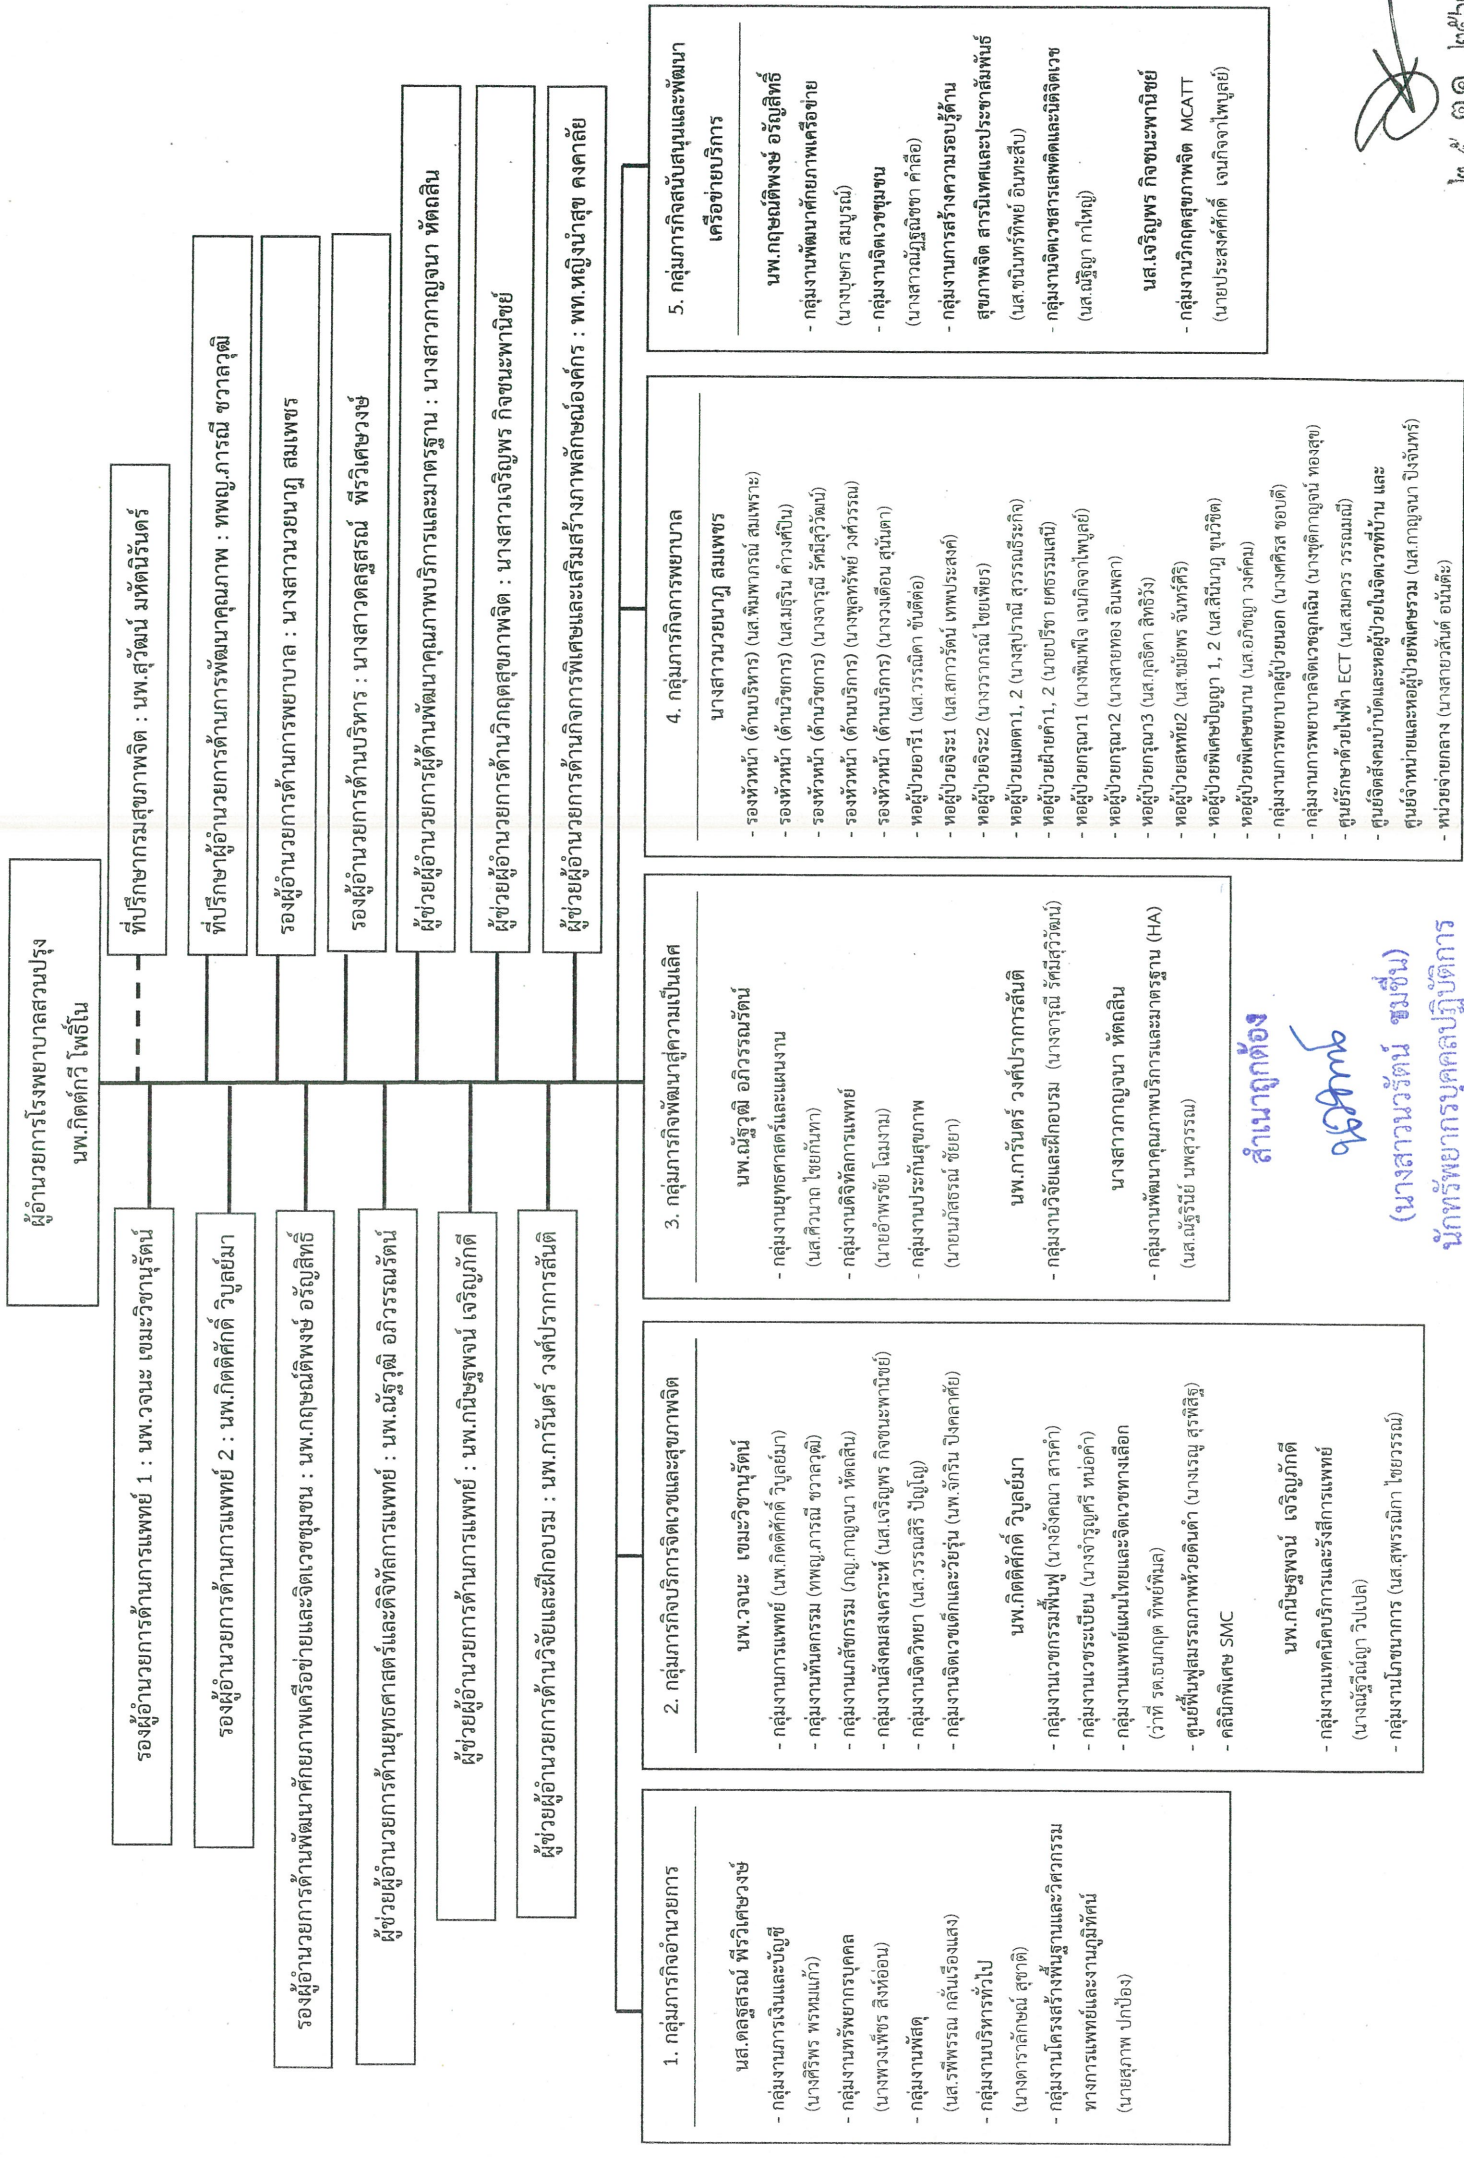 ผู้อำนวยการโรงพยาบาลสวนปรุง
นพ.กิตต์กวี โพธิ์โน
รองผู้อำนวยการด้านการแพทย์ 1 : นพ.วจนะ เขมะวิชานุรัตน์
รองผู้อำนวยการด้านการแพทย์ 2 : นพ.กิตติศักดิ์ วิบูลย์มา
รองผู้อำนวยการด้านพัฒนาศักยภาพเครือข่ายและจิตเวชชุมชน : นพ.กฤษณ์ติพงษ์ อรัญสิทธิ์
ผู้ช่วยผู้อำนวยการด้านยุทธศาสตร์และดิจิทัลการแพทย์ : นพ.ณัฐวุฒิ อภิวรรณรัตน์
ผู้ช่วยผู้อำนวยการด้านการแพทย์ : นพ.กนิษฐพจน์ เจริญภักดี
ผู้ช่วยผู้อำนวยการด้านวิจัยและฝึกอบรม : นพ.การันตร์ วงศ์ปราการสันติ
ที่ปรึกษากรมสุขภาพจิต : นพ.สุวัฒน์ มหัตนิรันดร์
ที่ปรึกษาผู้อำนวยการด้านการพัฒนาคุณภาพ : ทพญ.ภารณี ชวาลวุฒิ
รองผู้อำนวยการด้านการพยาบาล : นางสาวนวยนาฎ สมเพชร
รองผู้อำนวยการด้านบริหาร : นางสาวดลฐสรณ์ พีรวิเศษวงษ์
ผู้ช่วยผู้อำนวยการผู้ด้านพัฒนาคุณภาพบริการและมาตรฐาน : นางสาวกาญจนา หัตถสิน
ผู้ช่วยผู้อำนวยการด้านวิกฤตสุขภาพจิต : นางสาวเจริญพร กิจชนะพานิชย์
ผู้ช่วยผู้อำนวยการด้านกิจการพิเศษและเสริมสร้างภาพลักษณ์องค์กร : พท.หญิงนำสุข คงคาลัย
1. กลุ่มภารกิจอำนวยการ
นส.ดลฐสรณ์ พีรวิเศษวงษ์
- กลุ่มงานการเงินและบัญชี
(นางศิริพร พรหมแก้ว)
- กลุ่มงานทรัพยากรบุคคล
(นางพวงเพ็ชร สิงห์อ่อน)
- กลุ่มงานพัสดุ
(นส.รพีพรรณ กลั่นเรืองแสง)
- กลุ่มงานบริหารทั่วไป
(นางดาราลักษณ์ สุชาติ)
- กลุ่มงานโครงสร้างพื้นฐานและวิศวกรรม
ทางการแพทย์และงานภูมิทัศน์
(นายสุภาพ ปกป้อง)
2. กลุ่มภารกิจบริการจิตเวชและสุขภาพจิต
นพ.วจนะ เขมะวิชานุรัตน์
- กลุ่มงานการแพทย์ (นพ.กิตติศักดิ์ วิบูลย์มา)
- กลุ่มงานทันตกรรม (ทพญ.ภารณี ชวาลวุฒิ)
- กลุ่มงานเภสัชกรรม (ภญ.กาญจนา หัตถสิน)
- กลุ่มงานสังคมสงเคราะห์ (นส.เจริญพร กิจชนะพานิชย์)
- กลุ่มงานจิตวิทยา (นส.วรรณสิริ ปัญโญ)
- กลุ่มงานจิตเวชเด็กและวัยรุ่น (นพ.จักริน ปิงคลาศัย)
นพ.กิตติศักดิ์ วิบูลย์มา
- กลุ่มงานเวชกรรมฟื้นฟู (นางอังคณา สารคำ)
- กลุ่มงานเวชระเบียน (นางจำรูญศรี หน่อคำ)
- กลุ่มงานแพทย์แผนไทยและจิตเวชทางเลือก
(ว่าที่ รต.ธนกฤต ทิพย์พิมล)
- ศูนย์ฟื้นฟูสมรรถภาพห้วยตินดำ (นางเรณู สุรพิสิฐ)
- คลินิกพิเศษ SMC
นพ.กนิษฐพจน์ เจริญภักดี
- กลุ่มงานเทคนิคบริการและรังสีการแพทย์
(นางณัฐวีณ์ญา วิปเปล)
- กลุ่มงานโภชนาการ (นส.สุพรรณิกา ไชยวรรณ์)
3. กลุ่มภารกิจพัฒนาสู่ความเป็นเลิศ
นพ.ณัฐวุฒิ อภิวรรณรัตน์
- กลุ่มงานยุทธศาสตร์และแผนงาน
(นส.ศิวนาถ ไชยกันทา)
- กลุ่มงานดิจิทัลการแพทย์
(นายอำพรชัย โฉมงาม)
- กลุ่มงานประกันสุขภาพ
(นายนภัสธรณ์ ชัยยา)
นพ.การันตร์ วงศ์ปราการสันติ
- กลุ่มงานวิจัยและฝึกอบรม (นางจารุณี รัศมีสุวิวัฒน์)
นางสาวกาญจนา หัตถสิน
- กลุ่มงานพัฒนาคุณภาพบริการและมาตรฐาน (HA)
(นส.ณัฐรินีย์ นพสุวรรณ)
4. กลุ่มภารกิจการพยาบาล
นางสาวนวยนาฎ สมเพชร
- รองหัวหน้า (ด้านบริหาร) (นส.พิมพาภรณ์ สมเพราะ)
- รองหัวหน้า (ด้านวิชการ) (นส.มธุริน คำวงศ์ปิน)
- รองหัวหน้า (ด้านวิชการ) (นางจารุณี รัศมีสุวิวัฒน์)
- รองหัวหน้า (ด้านบริการ) (นางพูลทรัพย์ วงศ์วรรณ)
- รองหัวหน้า (ด้านบริการ) (นางวงเดือน สุนันตา)
- หอผู้ป่วยอารี1 (นส.วรรณิดา ขันตีต่อ)
- หอผู้ป่วยจิระ1 (นส.สกาวรัตน์ เทพประสงค์)
- หอผู้ป่วยจิระ2 (นางวราภรณ์ ไชยเพียร)
- หอผู้ป่วยเมตตา1, 2 (นางสุปราณี สุวรรณธีระกิจ)
- หอผู้ป่วยฝ้ายคำ1, 2 (นายปรีชา ยศธรรมเสนี)
- หอผู้ป่วยกรุณา1 (นางพิมพ์ใจ เจนกิจจาไพบูลย์)
- หอผู้ป่วยกรุณา2 (นางสายทอง อินเพลา)
- หอผู้ป่วยกรุณา3 (นส.กุลธิดา สิทธิวัง)
- หอผู้ป่วยสหทัย2 (นส.ขมัยพร จันทร์ศิริ)
- หอผู้ป่วยพิเศษปัญญา 1, 2 (นส.สินีนาฏ ขุนวิชิต)
- หอผู้ป่วยพิเศษขนาน (นส.อภิชญา วงค์คม)
- กลุ่มงานการพยาบาลผู้ป่วยนอก (นางศศิรส ชอบดี)
- กลุ่มงานการพยาบาลจิตเวชฉุกเฉิน (นางชุติกาญจน์ ทองสุข)
- ศูนย์รักษาด้วยไฟฟ้า ECT (นส.สมควร วรรณมณี)
- ศูนย์จิตสังคมบำบัดและหอผู้ป่วยในจิตเวชที่บ้าน และ
ศูนย์จำหน่ายและหอผู้ป่วยพิเศษรวม (นส.กาญจนา ปิงจันทร์)
- หน่วยจ่ายกลาง (นางสายวสันต์ อนันต๊ะ)
5. กลุ่มภารกิจสนับสนุนและพัฒนา
เครือข่ายบริการ
นพ.กฤษณ์ติพงษ์ อรัญสิทธิ์
- กลุ่มงานพัฒนาศักยภาพเครือข่าย
(นางบุษกร สมบูรณ์)
- กลุ่มงานจิตเวชชุมชน
(นางสาวณัฏฐณิชชา คำลือ)
- กลุ่มงานการสร้างความรอบรู้ด้าน
สุขภาพจิต สารนิเทศและประชาสัมพันธ์
(นส.ชนินทร์ทิพย์ อินทะสืบ)
- กลุ่มงานจิตเวชสารเสพติดและนิติจิตเวช
(นส.ณัฐิญา กาใหญ่)
นส.เจริญพร กิจชนะพานิชย์
- กลุ่มงานวิกฤตสุขภาพจิต MCATT
(นายประสงค์ศักดิ์ เจนกิจจาไพบูลย์)
สำเนาถูกต้อง
(นางสาวนวรัตน์ ชมชื่น)
นักทรัพยากรบุคคลปฏิบัติการ